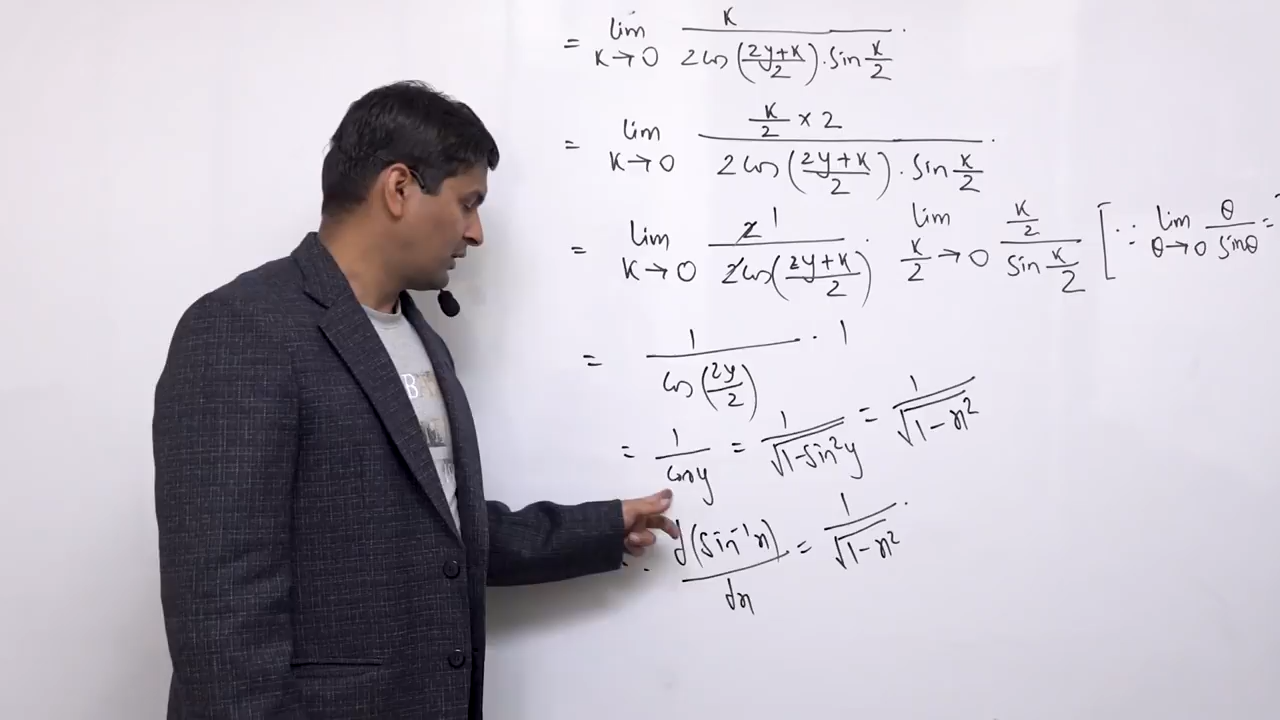 = lim K→0 K / 2cos((2y+K)/2).sin K/2 .
= lim K→0 K/2 × 2 / 2cos((2y+K)/2).sin K/2 .
= lim K→0 2 1 / 2cos((2y+K)/2) . lim K/2→0 K/2 / sin K/2 [∵ lim θ→0 θ/sinθ =
= 1 / cos(2y/2) . 1
= 1/cosy = 1/√1-sin²y = 1/√1-x²
∴ d(sin⁻¹x)/dx = 1/√1-x² .